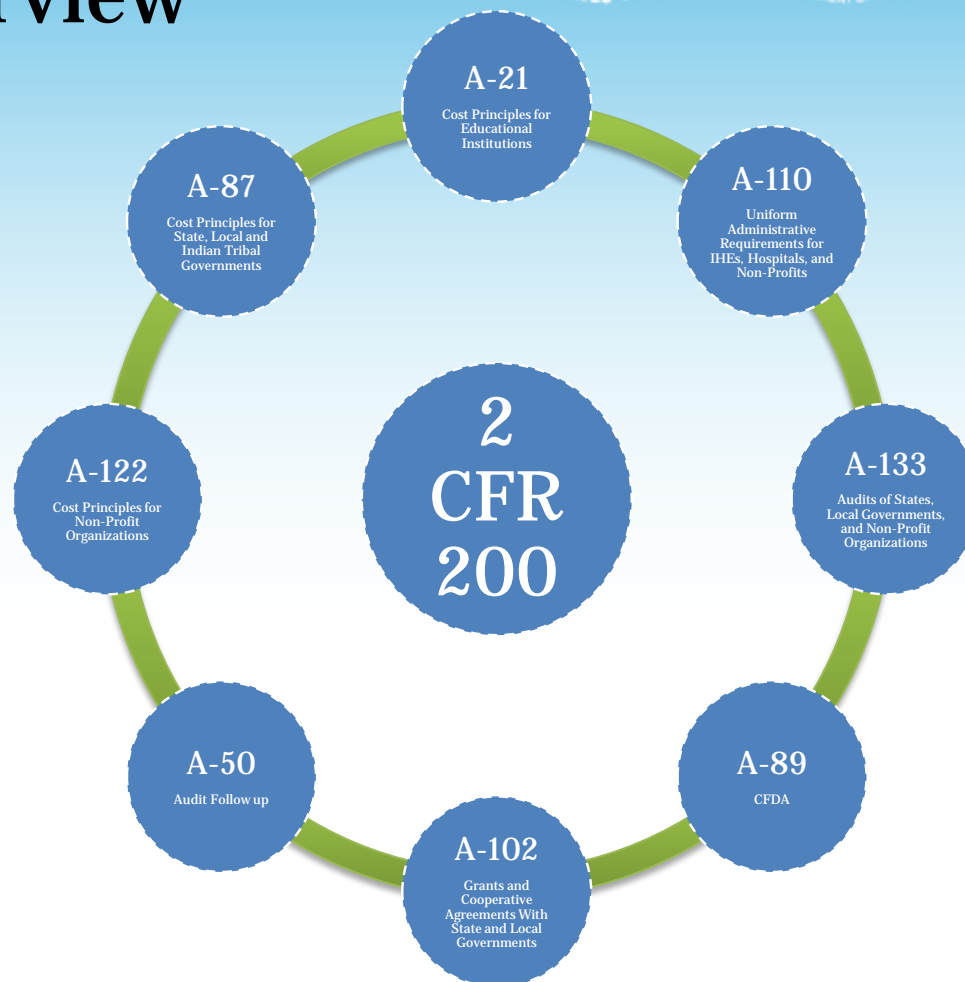 A-21
Cost Principles for
Educational
Institutions
A-110
Uniform
Administrative
Requirements for
IHEs, Hospitals, and
Non-Profits
A-133
Audits of States,
Local Governments,
and Non-Profit
Organizations
A-89
CFDA
A-102
Grants and
Cooperative
Agreements With
State and Local
Governments
A-50
Audit Follow up
A-122
Cost Principles for
Non-Profit
Organizations
A-87
Cost Principles for
State, Local and
Indian Tribal
Governments
2
CFR
200